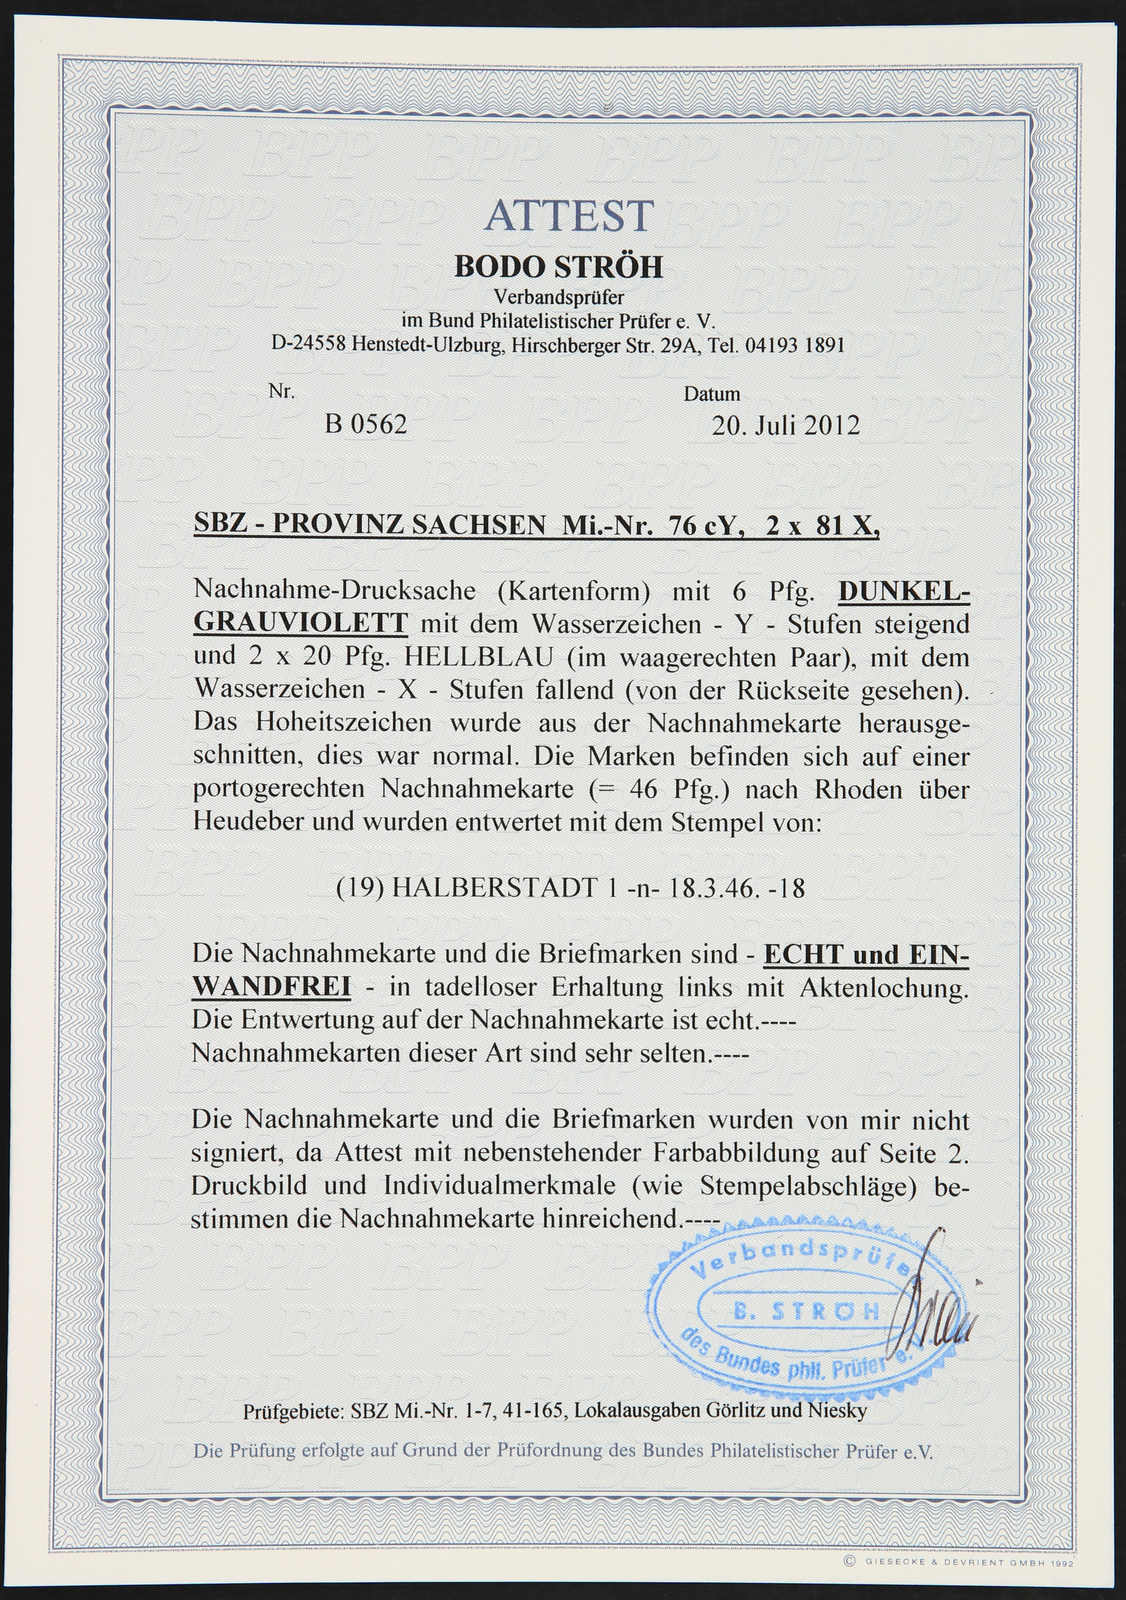 ATTEST
BODO STRÖH
Verbandsprüfer
im Bund Philatelistischer Prüfer e. V.
D-24558 Henstedt-Ulzburg, Hirschberger Str. 29A, Tel. 04193 1891
Nr. Datum
B 0562 20. Juli 2012
SBZ - PROVINZ SACHSEN Mi.-Nr. 76 cY, 2 x 81 X,
Nachnahme-Drucksache (Kartenform) mit 6 Pfg. DUNKEL-
GRAUVIOLETT mit dem Wasserzeichen - Y - Stufen steigend
und 2 x 20 Pfg. HELLBLAU (im waagerechten Paar), mit dem
Wasserzeichen - X - Stufen fallend (von der Rückseite gesehen).
Das Hoheitszeichen wurde aus der Nachnahmekarte herausge-
schnitten, dies war normal. Die Marken befinden sich auf einer
portogerechten Nachnahmekarte (= 46 Pfg.) nach Rhoden über
Heudeber und wurden entwertet mit dem Stempel von:
(19) HALBERSTADT 1 -n- 18.3.46. -18
Die Nachnahmekarte und die Briefmarken sind - ECHT und EIN-
WANDFREI - in tadelloser Erhaltung links mit Aktenlochung.
Die Entwertung auf der Nachnahmekarte ist echt.----
Nachnahmekarten dieser Art sind sehr selten.----
Die Nachnahmekarte und die Briefmarken wurden von mir nicht
signiert, da Attest mit nebenstehender Farbabbildung auf Seite 2.
Druckbild und Individualmerkmale (wie Stempelabschläge) be-
stimmen die Nachnahmekarte hinreichend.----
Verbandsprüfer
B. STRÖH
des Bundes phil. Prüfer e.
Prüfgebiete: SBZ Mi.-Nr. 1-7, 41-165, Lokalausgaben Görlitz und Niesky
Die Prüfung erfolgte auf Grund der Prüfordnung des Bundes Philatelistischer Prüfer e.V.
© GIESECKE & DEVRIENT GMBH 1992